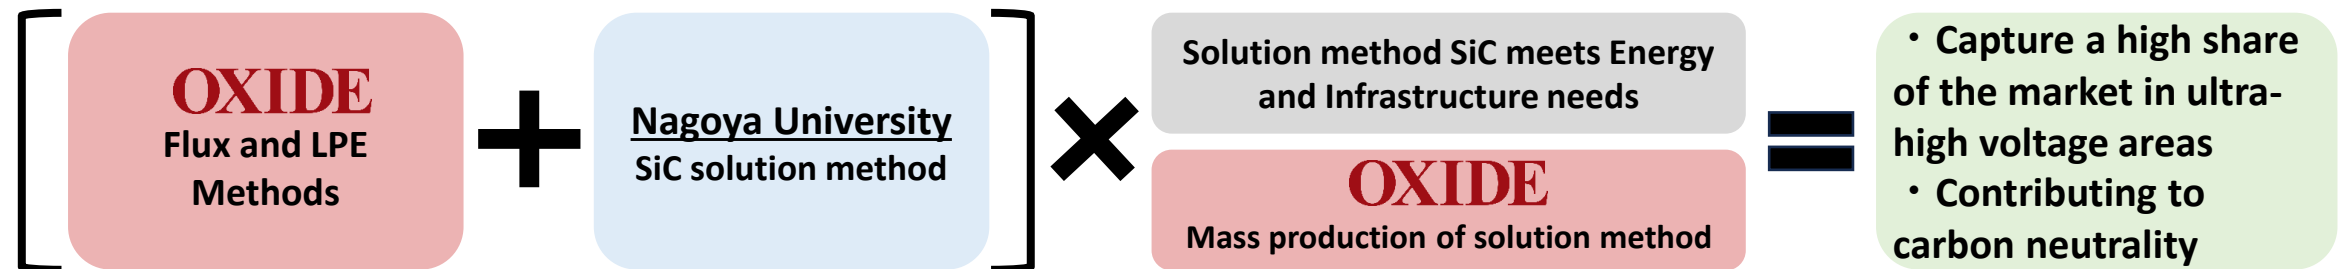 OXIDE
Flux and LPE
Methods
+
Nagoya University
SiC solution method
×
Solution method SiC meets Energy
and Infrastructure needs
OXIDE
Mass production of solution method
=
・Capture a high share
of the market in ultra-
high voltage areas
・Contributing to
carbon neutrality